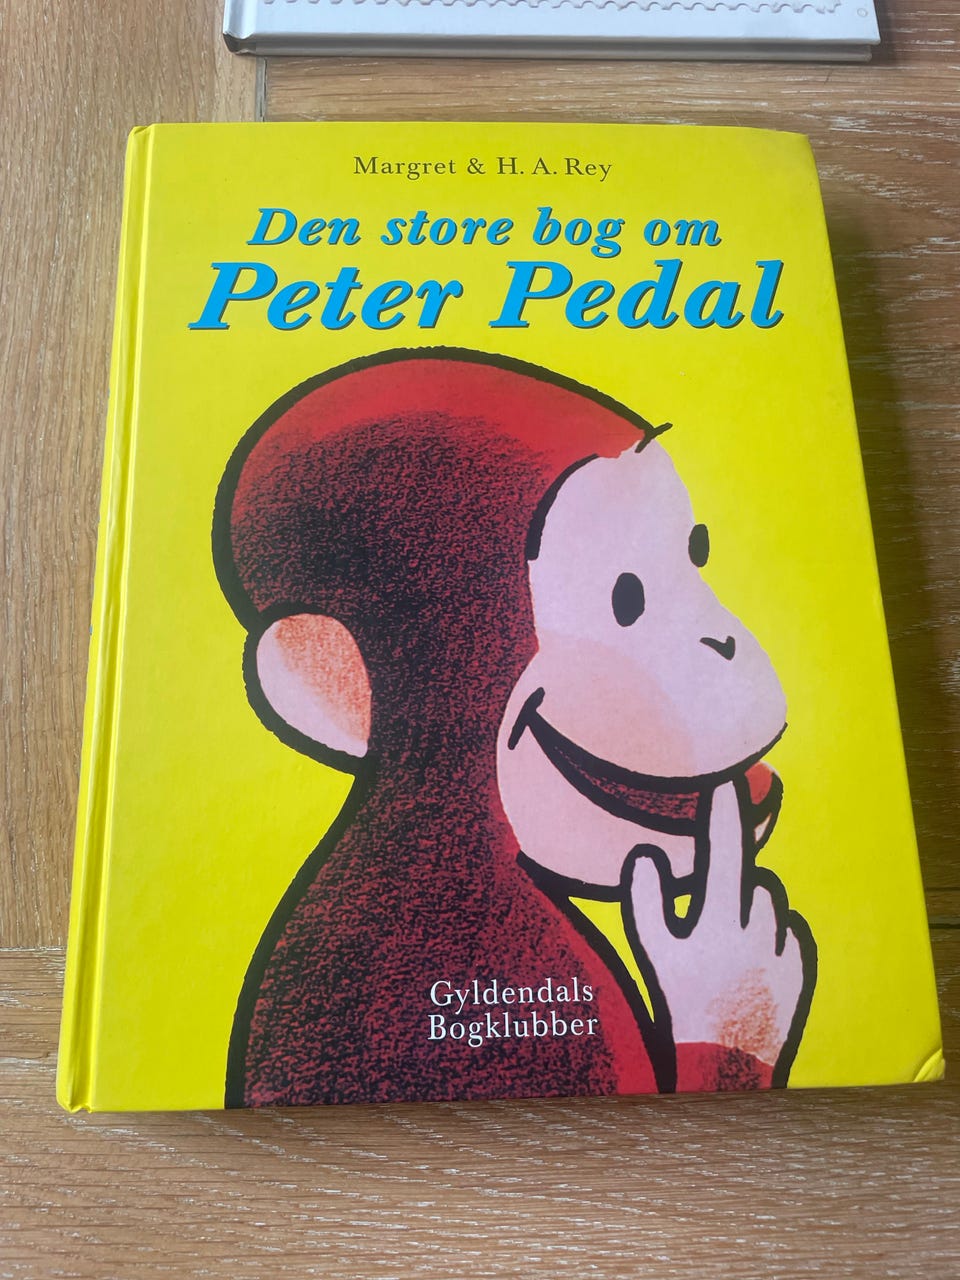 Margret & H. A. Rey
Den store bog om
Peter Pedal
Gyldendals
Bogklubber